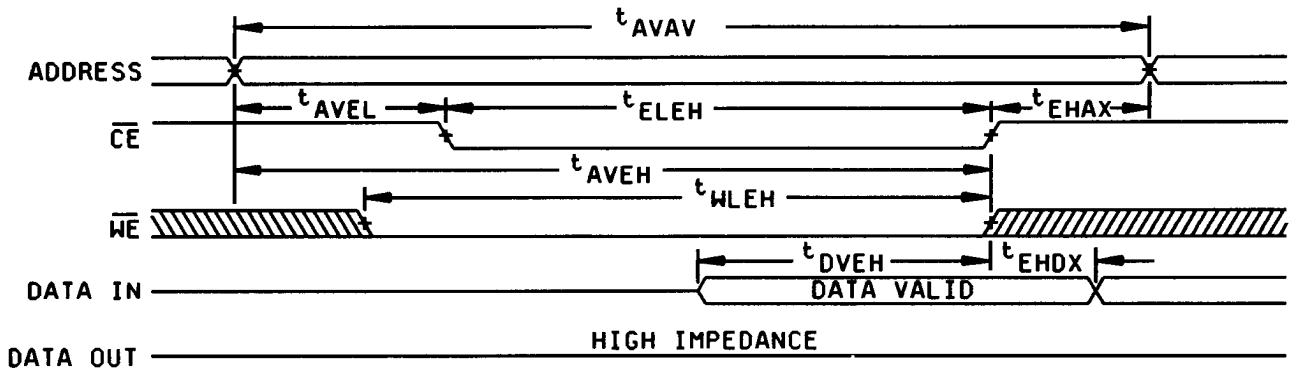 tAVAV
ADDRESS
tAVEL tELEH tEHAX
CE
tAVEH
tWLEH
WE
tDVEH tEHDX
DATA IN DATA VALID
HIGH IMPEDANCE
DATA OUT